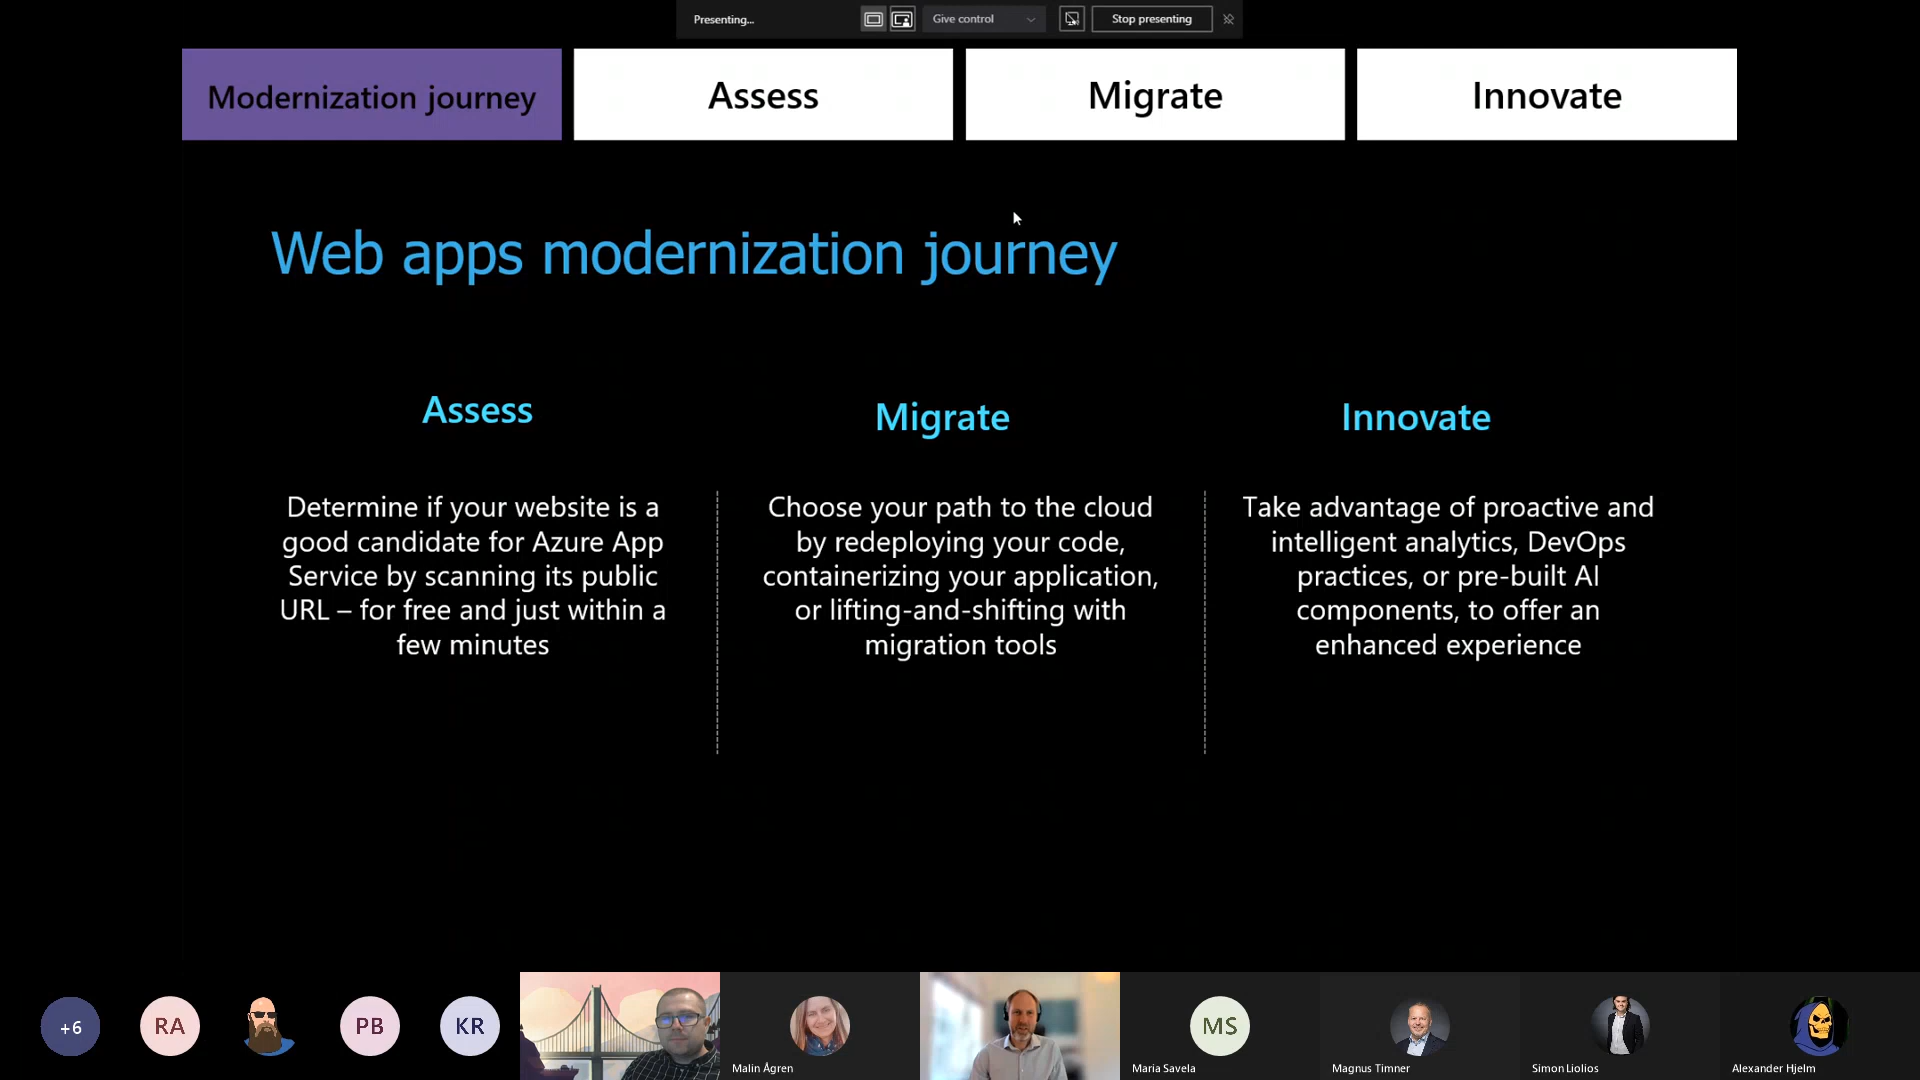 Presenting...
Give control
Stop presenting
Modernization journey
Assess
Migrate
Innovate
Web apps modernization journey
Assess
Determine if your website is a
good candidate for Azure App
Service by scanning its public
URL – for free and just within a
few minutes
Migrate
Choose your path to the cloud
by redeploying your code,
containerizing your application,
or lifting-and-shifting with
migration tools
Innovate
Take advantage of proactive and
intelligent analytics, DevOps
practices, or pre-built AI
components, to offer an
enhanced experience
+6
RA
PB
KR
Malin Ågren
MS
Maria Savela
Magnus Timner
Simon Liolios
Alexander Hjelm